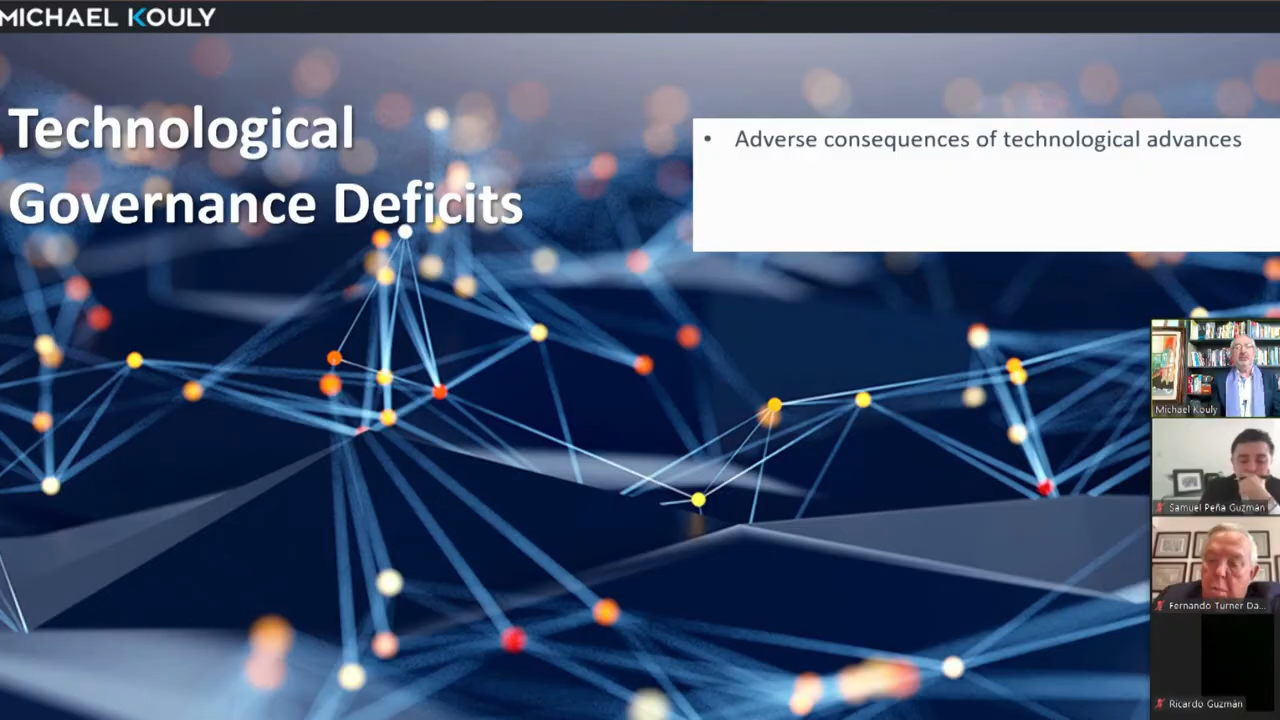 MICHAEL KOULY
Technological
Governance Deficits
• Adverse consequences of technological advances
Michael Kouly
Samuel Peña Guzmán
Fernando Turner Da...
Ricardo Guzmán